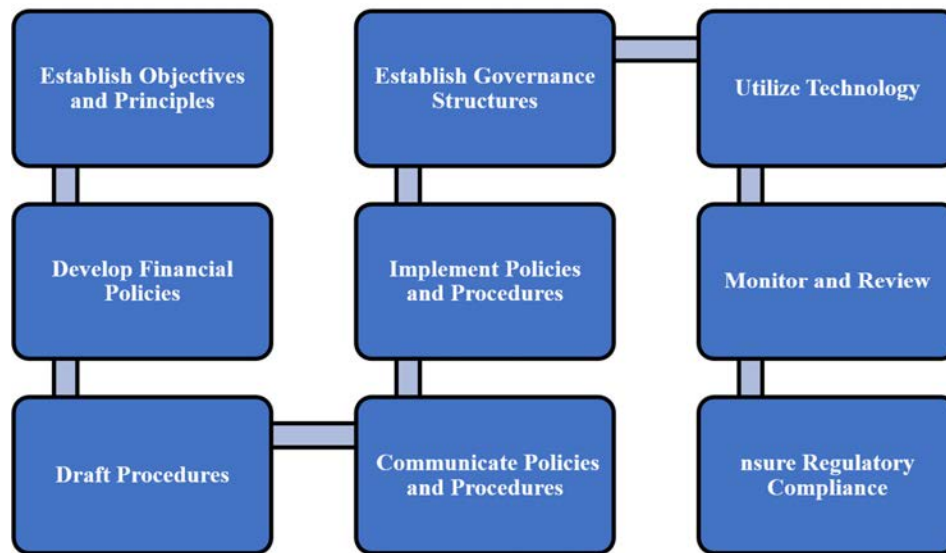 Establish Objectives
and Principles
Develop Financial
Policies
Draft Procedures
Communicate Policies
and Procedures
Implement Policies
and Procedures
Establish Governance
Structures
Utilize Technology
Monitor and Review
nsure Regulatory
Compliance